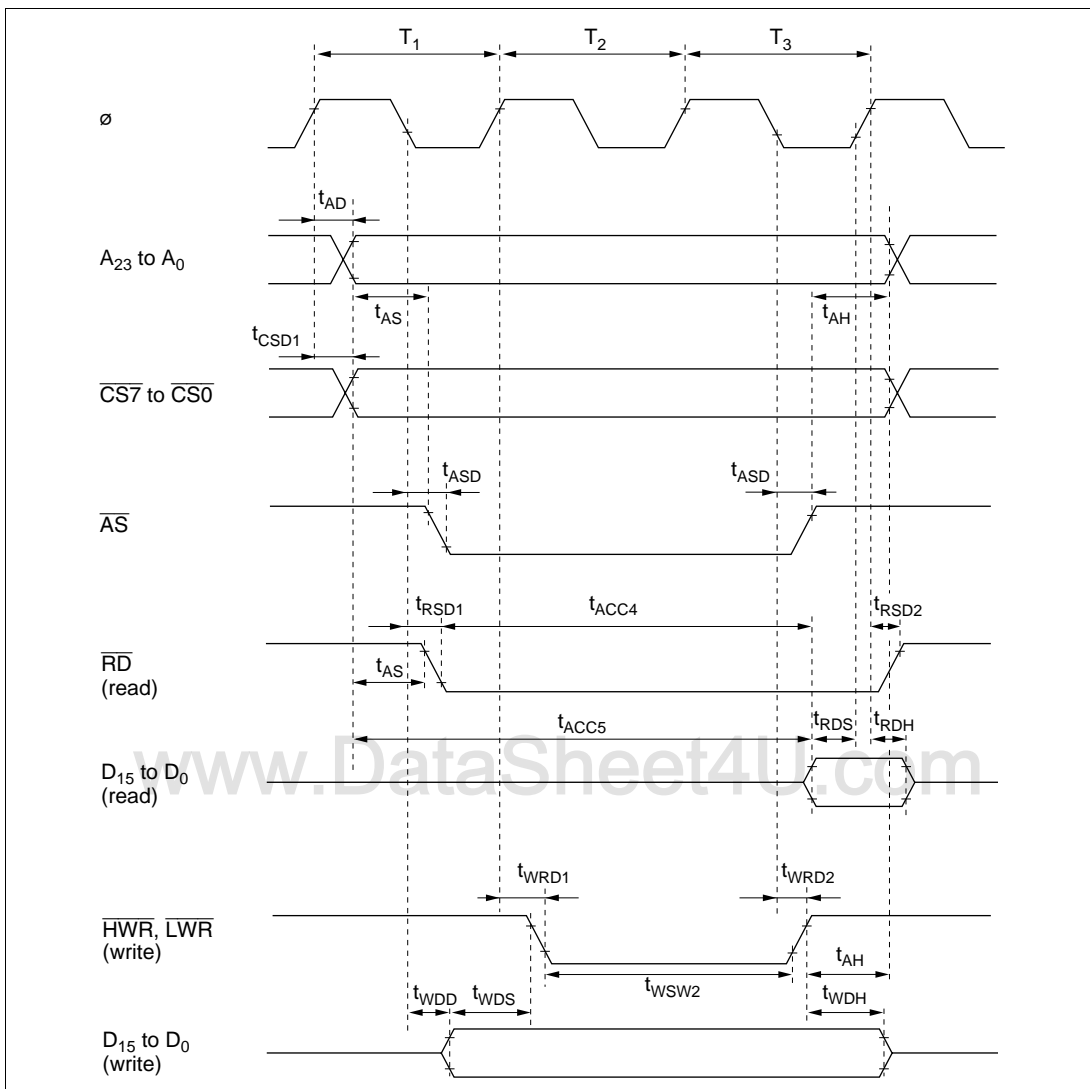 T1 T2 T3
ø
tAD
A23 to A0
tAS tAH
tCSD1
CS7 to CS0
tASD tASD
AS
tRSD1 tACC4 tRSD2
RD
(read)
tAS
tACC5 tRDS tRDH
www.DataSheet4U.com
D15 to D0
(read)
tWRD1 tWRD2
HWR, LWR
(write)
tAH
tWSW2
tWDD tWDS tWDH
D15 to D0
(write)